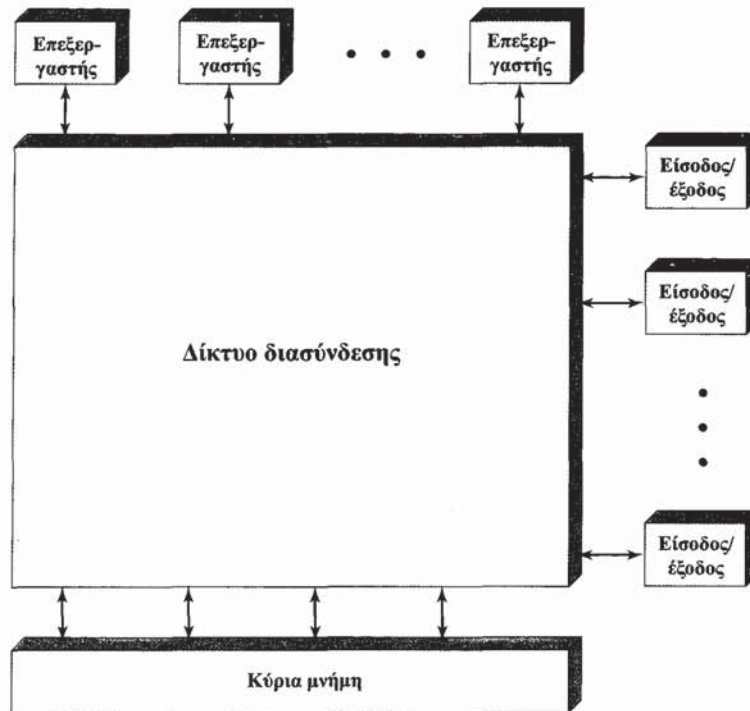 Επεξερ-
γαστής
Επεξερ-
γαστής
Επεξερ-
γαστής
Είσοδος/
έξοδος
Είσοδος/
έξοδος
Δίκτυο διασύνδεσης
Είσοδος/
έξοδος
Κύρια μνήμη